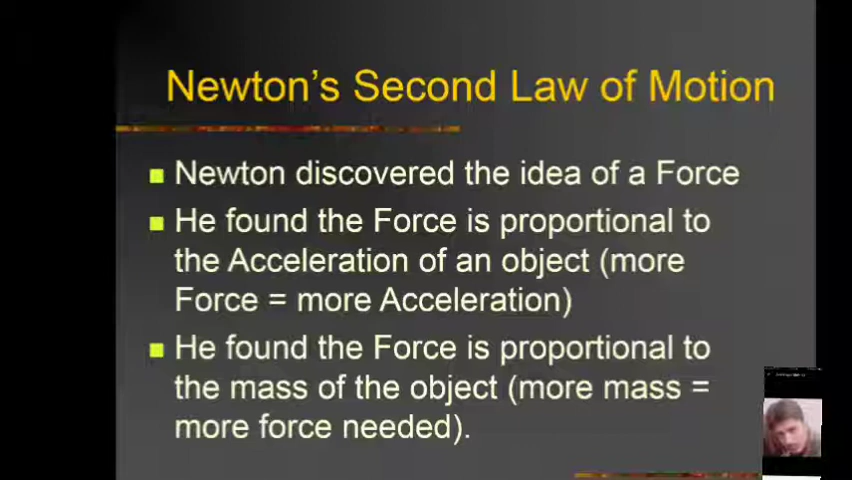 Newton's Second Law of Motion
Newton discovered the idea of a Force
He found the Force is proportional to
the Acceleration of an object (more
Force = more Acceleration)
He found the Force is proportional to
the mass of the object (more mass =
more force needed).